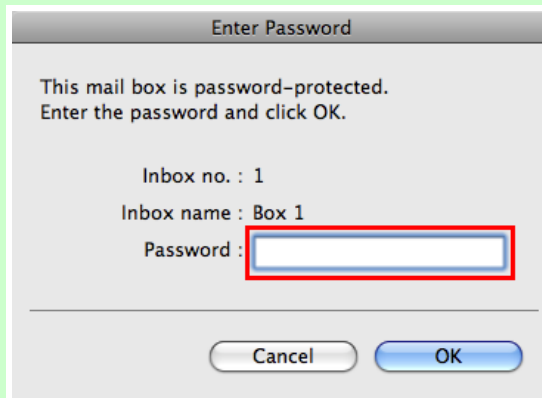 Enter Password
This mail box is password-protected.
Enter the password and click OK.
Inbox no. : 1
Inbox name : Box 1
Password :
Cancel OK